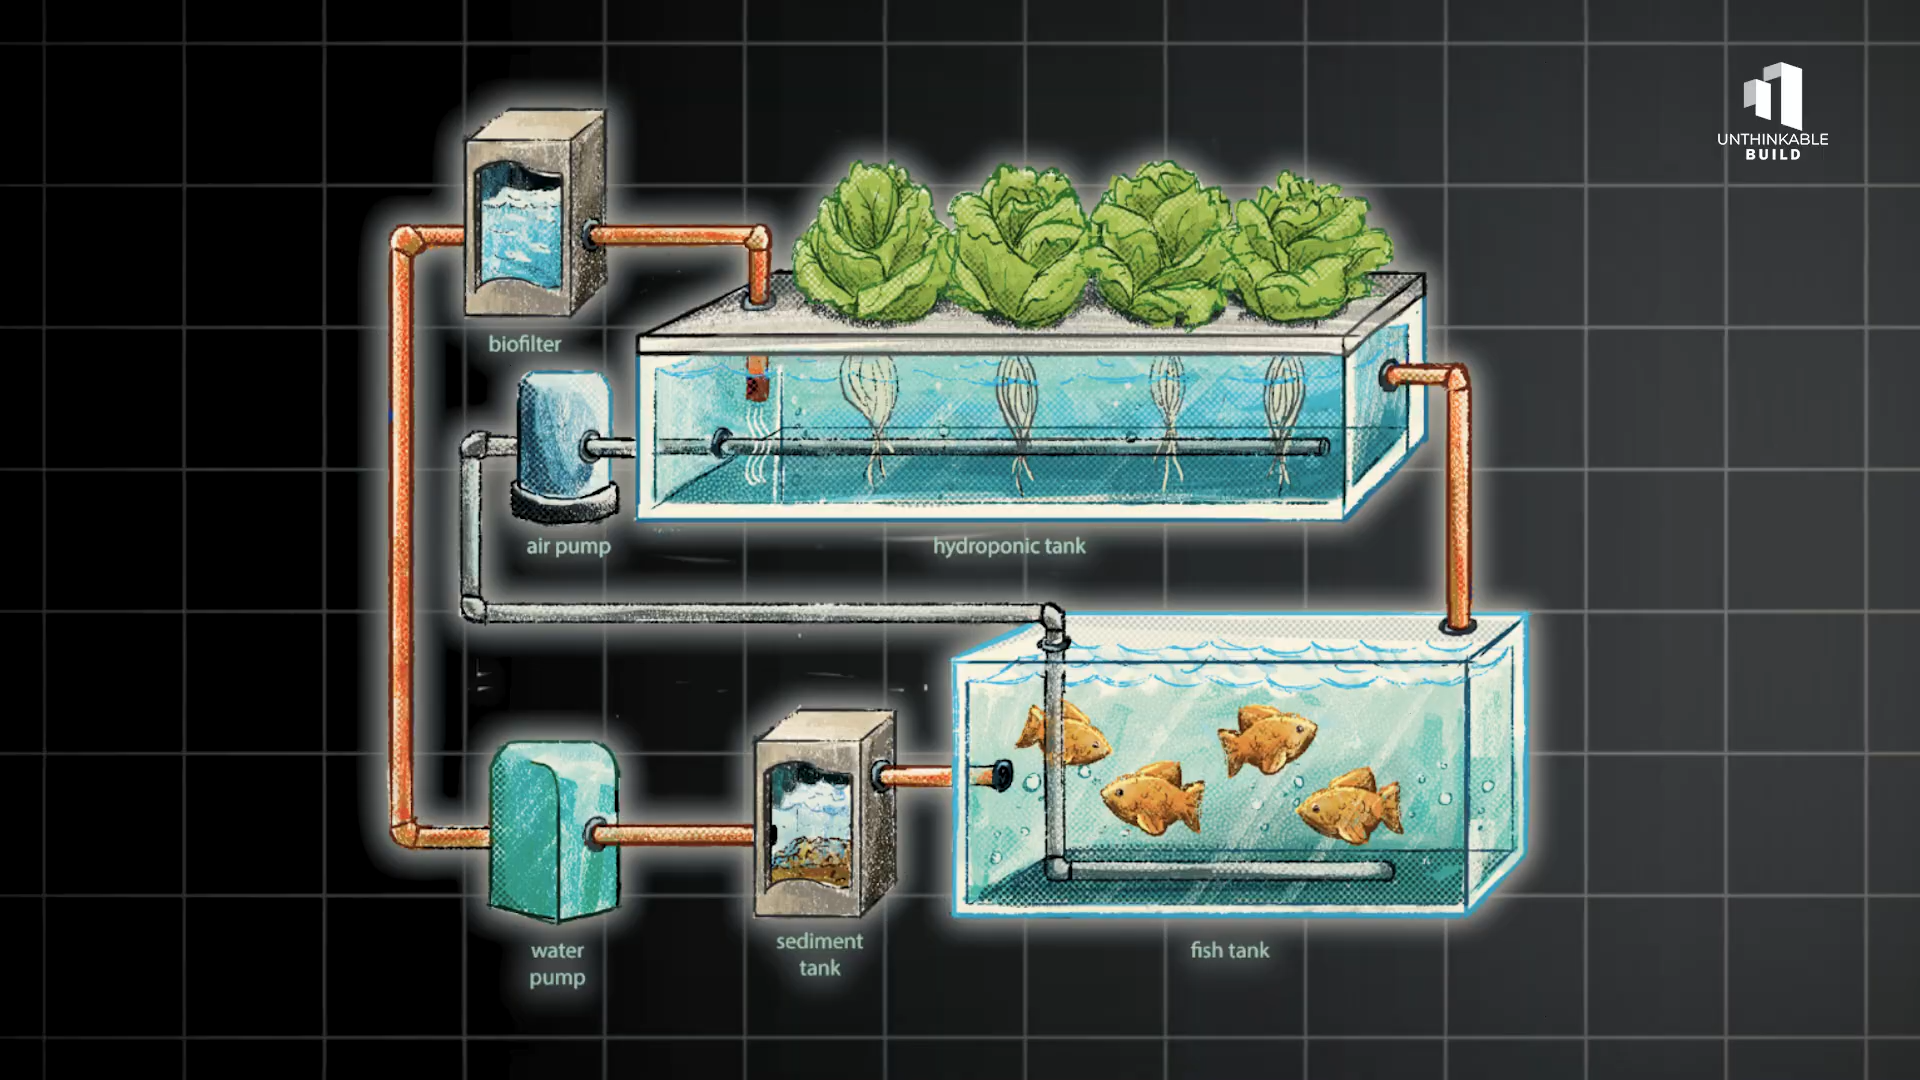 UNTHINKABLE
BUILD
biofilter
air pump
hydroponic tank
water
pump
sediment
tank
fish tank